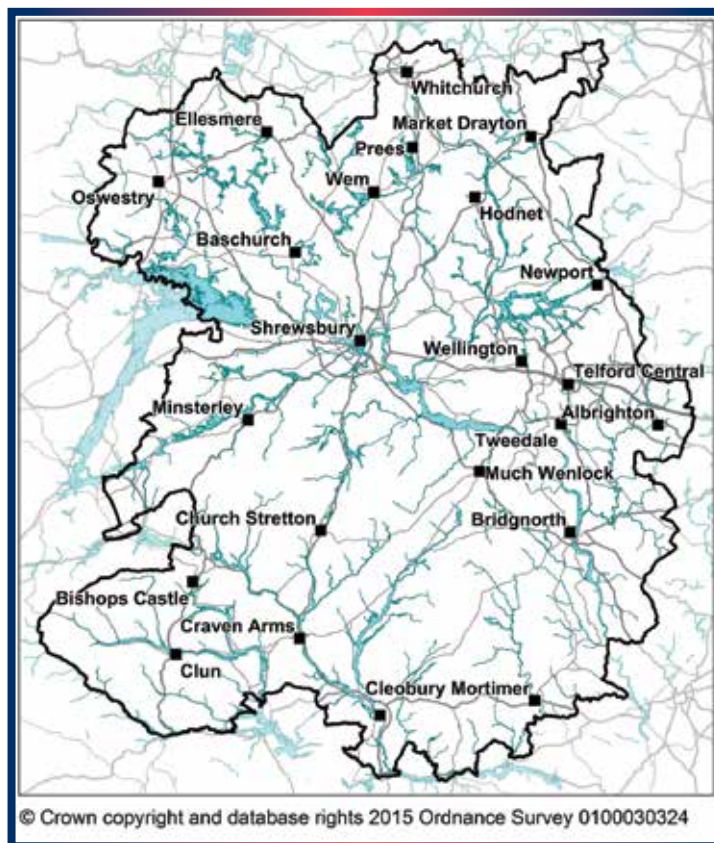 Whitchurch
Ellesmere
Market Drayton
Prees
Wem
Oswestry
Hodnet
Baschurch
Newport
Shrewsbury
Wellington
Telford Central
Minsterley
Albrighton
Tweedale
Much Wenlock
Church Stretton
Bridgnorth
Bishops Castle
Craven Arms
Clun
Cleobury Mortimer
© Crown copyright and database rights 2015 Ordnance Survey 0100030324